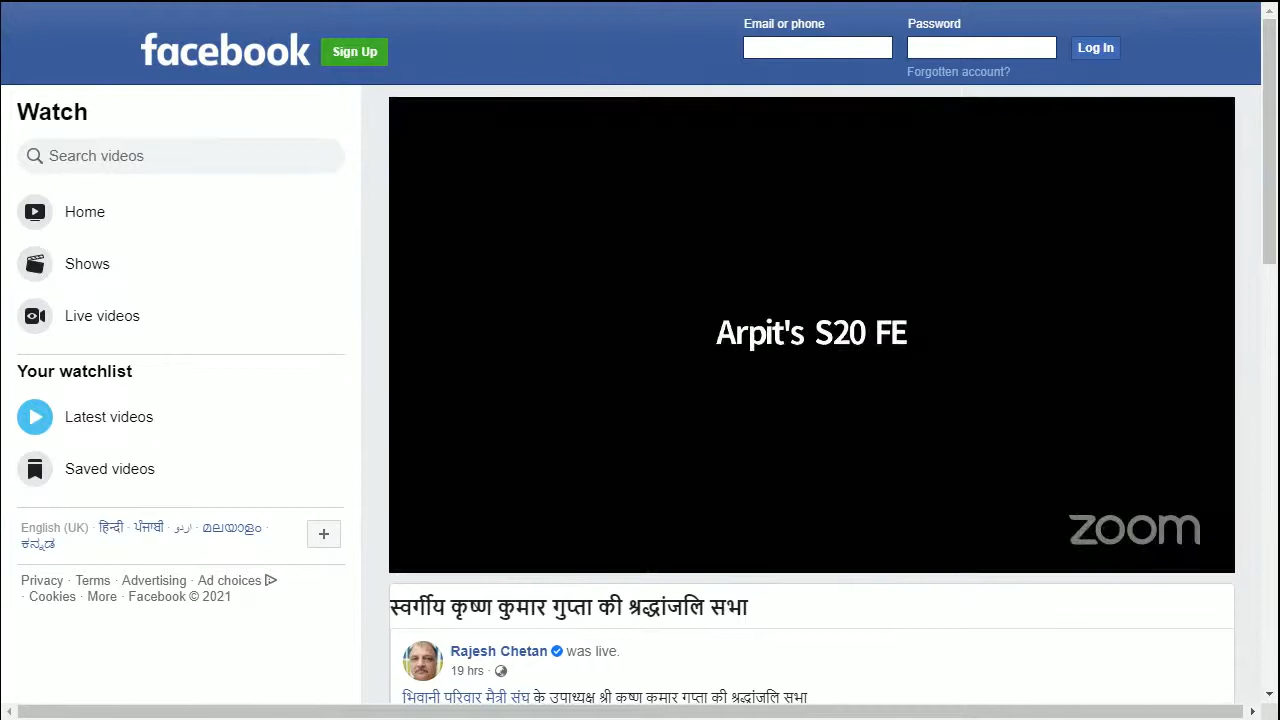 facebook
Sign Up
Email or phone
Password
Log In
Forgotten account?
Watch
Search videos
Home
Shows
Live videos
Your watchlist
Latest videos
Saved videos
English (UK) · हिन्दी · ਪੰਜਾਬੀ · اردو · മലയാളം ·
ಕನ್ನಡ
+
Privacy · Terms · Advertising · Ad choices
· Cookies · More · Facebook © 2021
Arpit's S20 FE
zoom
स्वर्गीय कृष्ण कुमार गुप्ता की श्रद्धांजलि सभा
Rajesh Chetan was live.
19 hrs ·
भिवानी परिवार मैत्री संघ के उपाध्यक्ष श्री कृष्ण कुमार गुप्ता की श्रद्धांजलि सभा